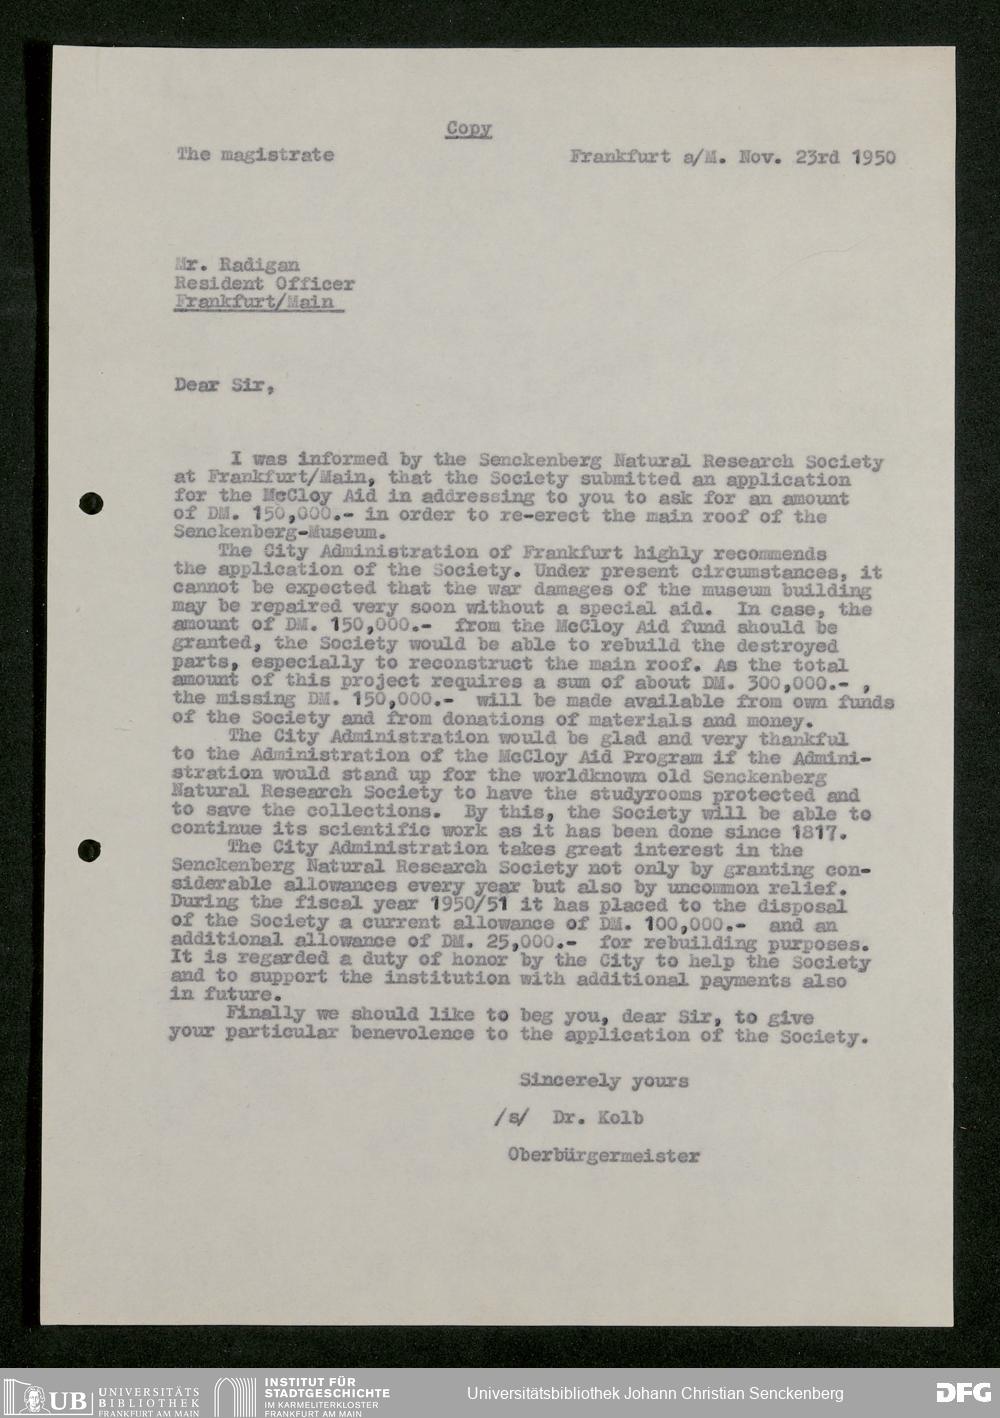 Copy
The magistrate Frankfurt a/M. Nov. 23rd 1950
Mr. Radigan
Resident Officer
Frankfurt/Main
Dear Sir,
I was informed by the Senckenberg Natural Research Society
at Frankfurt/Main, that the Society submitted an application
for the McCloy Aid in addressing to you to ask for an amount
of DM. 150,000.- in order to re-erect the main roof of the
Senckenberg-Museum.
The City Administration of Frankfurt highly recommends
the application of the Society. Under present circumstances, it
cannot be expected that the war damages of the museum building
may be repaired very soon without a special aid. In case, the
amount of DM. 150,000.- from the McCloy Aid fund should be
granted, the Society would be able to rebuild the destroyed
parts, especially to reconstruct the main roof. As the total
amount of this project requires a sum of about DM. 300,000.- ,
the missing DM. 150,000.- will be made available from own funds
of the Society and from donations of materials and money.
The City Administration would be glad and very thankful
to the Administration of the McCloy Aid Program if the Admini-
stration would stand up for the worldknown old Senckenberg
Natural Research Society to have the studyrooms protected and
to save the collections. By this, the Society will be able to
continue its scientific work as it has been done since 1817.
The City Administration takes great interest in the
Senckenberg Natural Research Society not only by granting con-
siderable allowances every year but also by uncommon relief.
During the fiscal year 1950/51 it has placed to the disposal
of the Society a current allowance of DM. 100,000.- and an
additional allowance of DM. 25,000.- for rebuilding purposes.
It is regarded a duty of honor by the City to help the Society
and to support the institution with additional payments also
in future.
Finally we should like to beg you, dear Sir, to give
your particular benevolence to the application of the Society.
Sincerely yours
/s/ Dr. Kolb
Oberbürgermeister
UB UNIVERSITÄTS
BIBLIOTHEK
FRANKFURT AM MAIN
INSTITUT FÜR
STADTGESCHICHTE
IM KARMELITERKLOSTER
FRANKFURT AM MAIN
Universitätsbibliothek Johann Christian Senckenberg
DFG